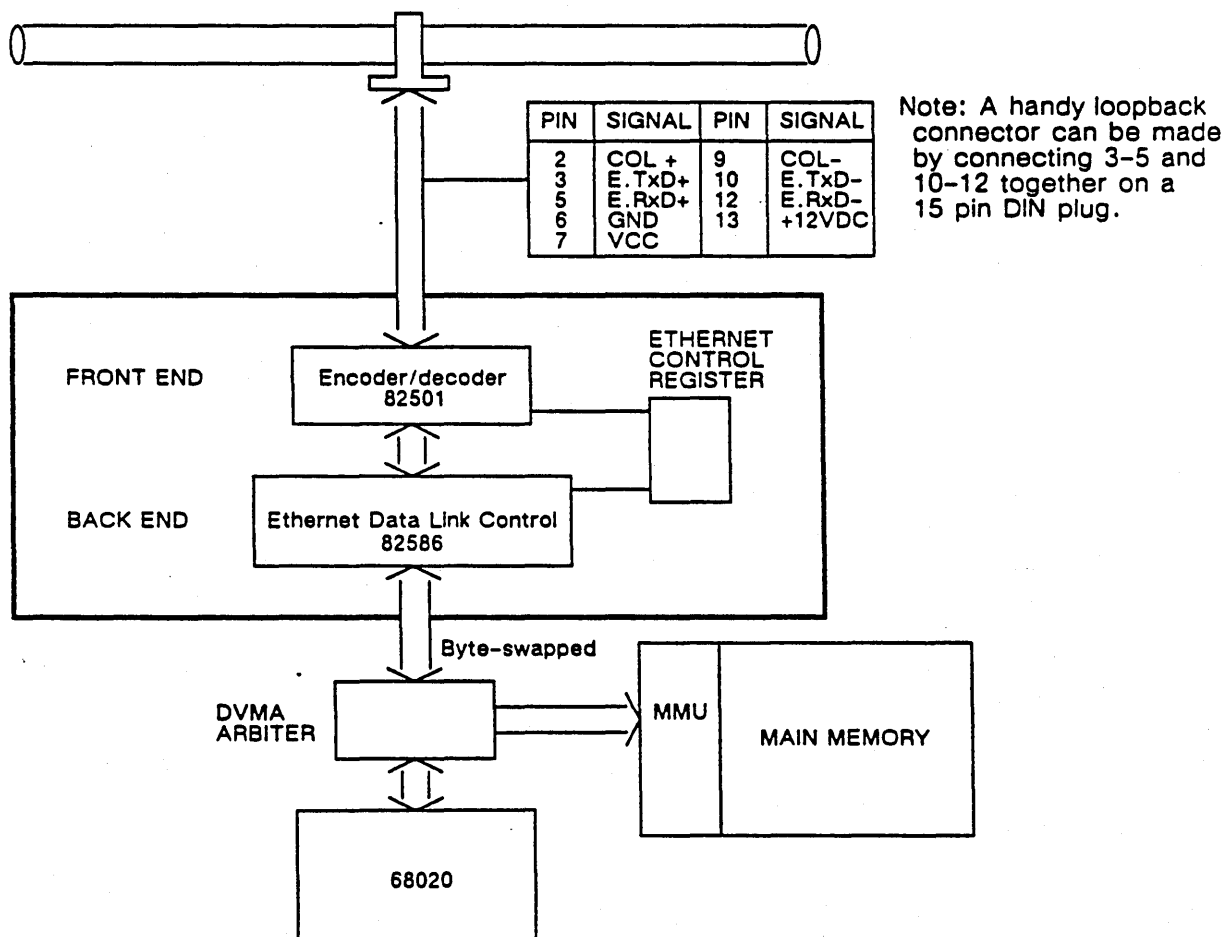 PIN SIGNAL PIN SIGNAL
2 COL + 9 COL-
3 E.TxD+ 10 E.TxD-
5 E.RxD+ 12 E.RxD-
6 GND 13 +12VDC
7 VCC
Note: A handy loopback
connector can be made
by connecting 3-5 and
10-12 together on a
15 pin DIN plug.
FRONT END
Encoder/decoder
82501
ETHERNET
CONTROL
REGISTER
BACK END
Ethernet Data Link Control
82586
Byte-swapped
DVMA
ARBITER
MMU
MAIN MEMORY
68020